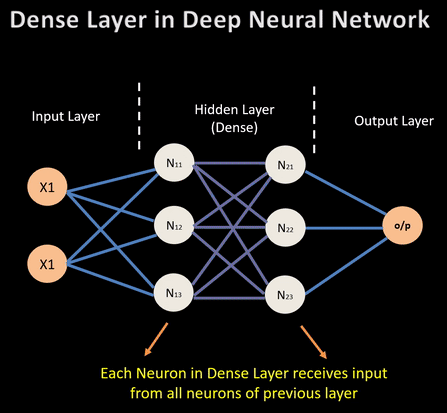 Dense Layer in Deep Neural Network
Input Layer
Hidden Layer
(Dense)
Output Layer
X1
X1
N11
N12
N13
N21
N22
N23
o/p
Each Neuron in Dense Layer receives input
from all neurons of previous layer